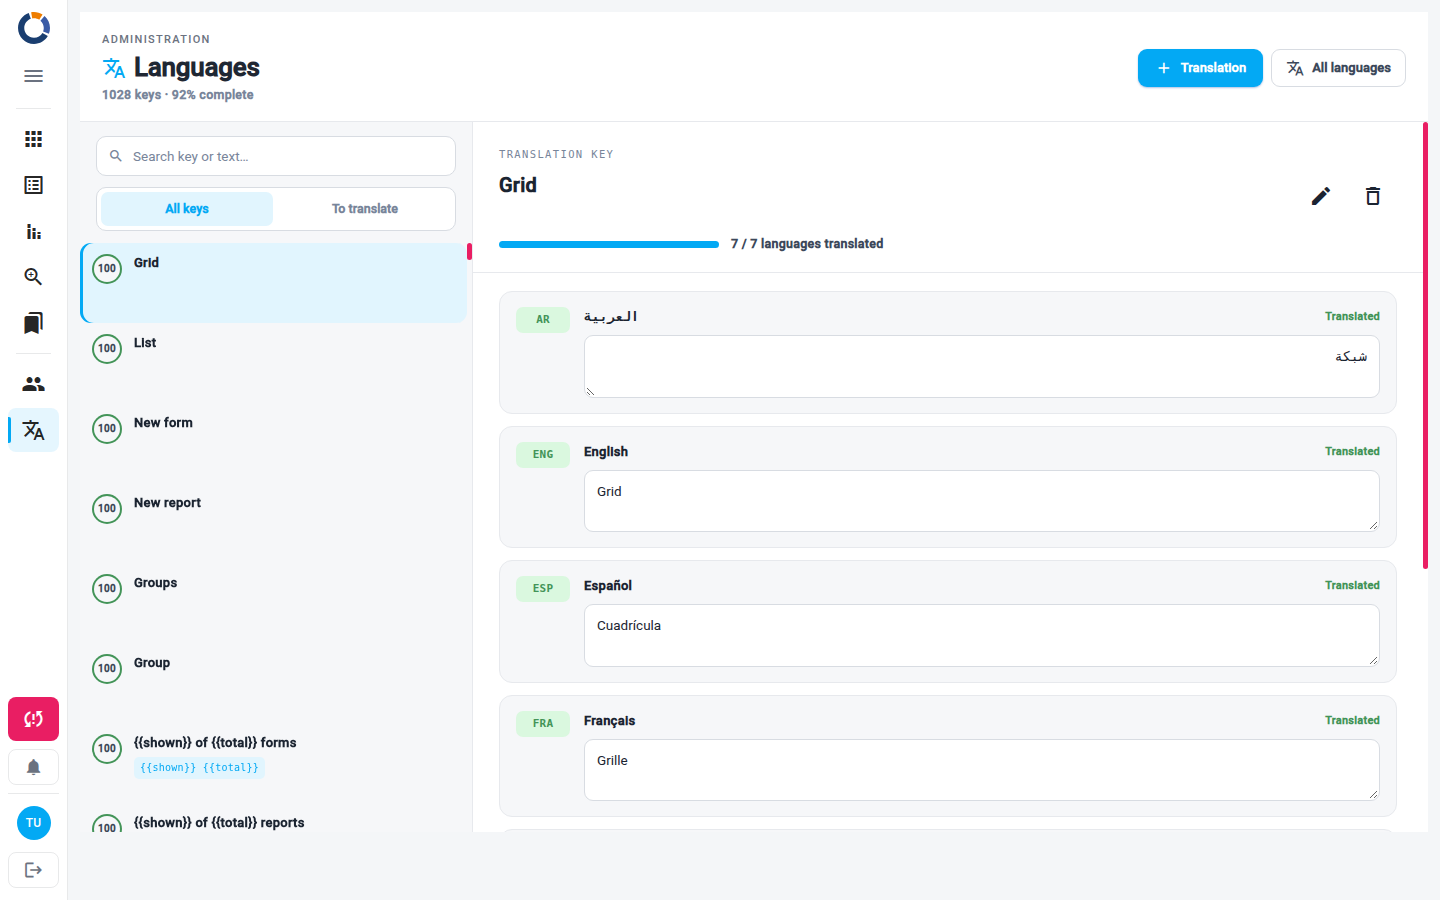 ADMINISTRATION
Languages
1028 keys · 92% complete
Translation
All languages
Search key or text...
All keys
To translate
100
Grid
100
List
100
New form
100
New report
100
Groups
100
Group
100
{{shown}} of {{total}} forms
{{shown}} {{total}}
100
{{shown}} of {{total}} reports
TRANSLATION KEY
Grid
7 / 7 languages translated
AR
العربية
Translated
شبكة
ENG
English
Translated
Grid
ESP
Español
Translated
Cuadrícula
FRA
Français
Translated
Grille
TU